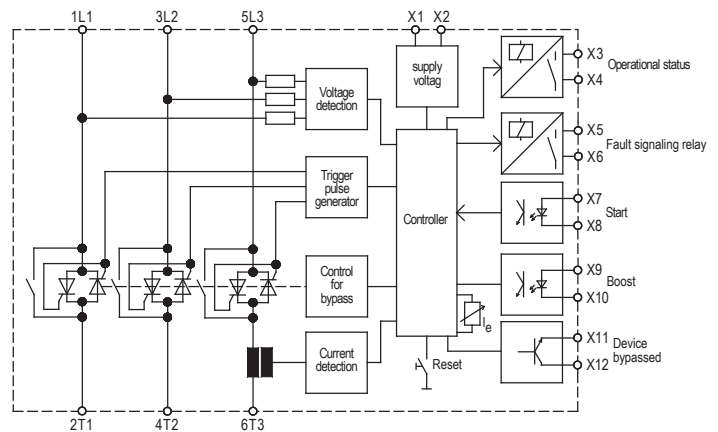 1L1 3L2 5L3 X1 X2
supply
voltag
X3
Operational status
X4
Voltage
detection
X5
Fault signaling relay
X6
Trigger
pulse
generator
Controller
X7
Start
X8
Control
for
bypass
X9
Boost
X10
Ie
X11
Device
bypassed
X12
Current
detection
Reset
2T1 4T2 6T3